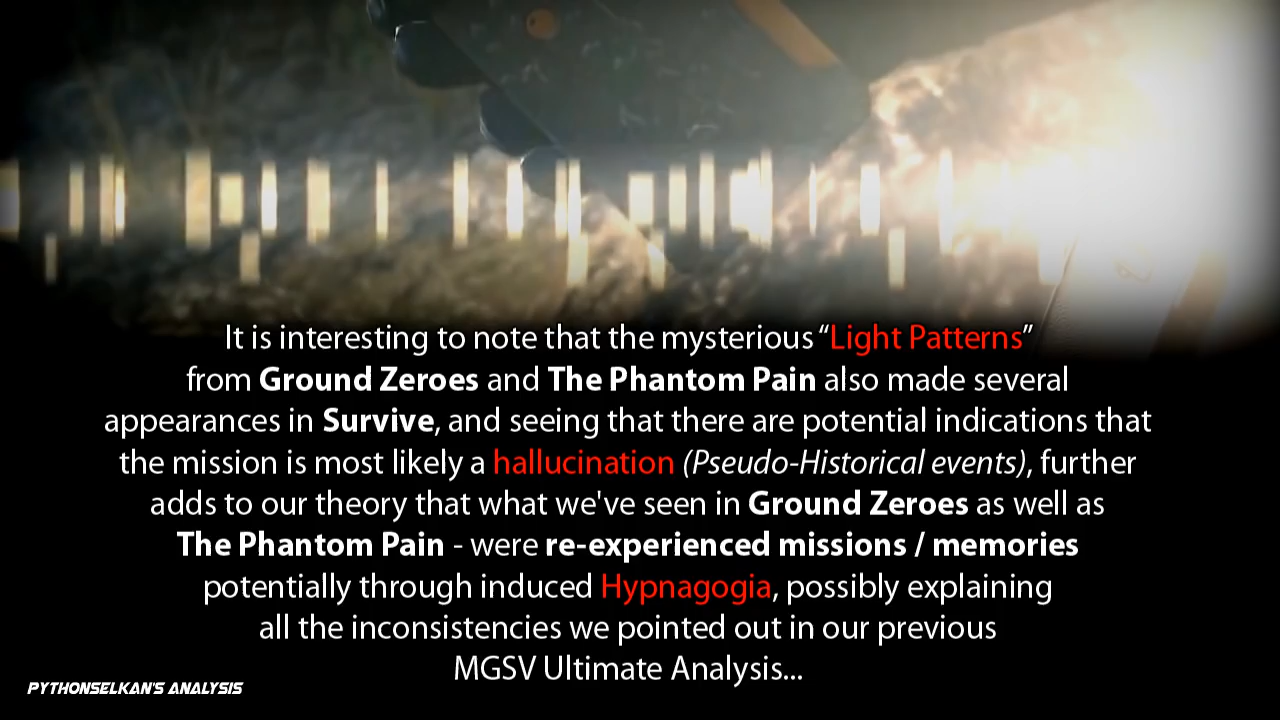 It is interesting to note that the mysterious “Light Patterns”
from Ground Zeroes and The Phantom Pain also made several
appearances in Survive, and seeing that there are potential indications that
the mission is most likely a hallucination (Pseudo-Historical events), further
adds to our theory that what we've seen in Ground Zeroes as well as
The Phantom Pain - were re-experienced missions / memories
potentially through induced Hypnagogia, possibly explaining
all the inconsistencies we pointed out in our previous
MGSV Ultimate Analysis...
PYTHONSELKAN'S ANALYSIS